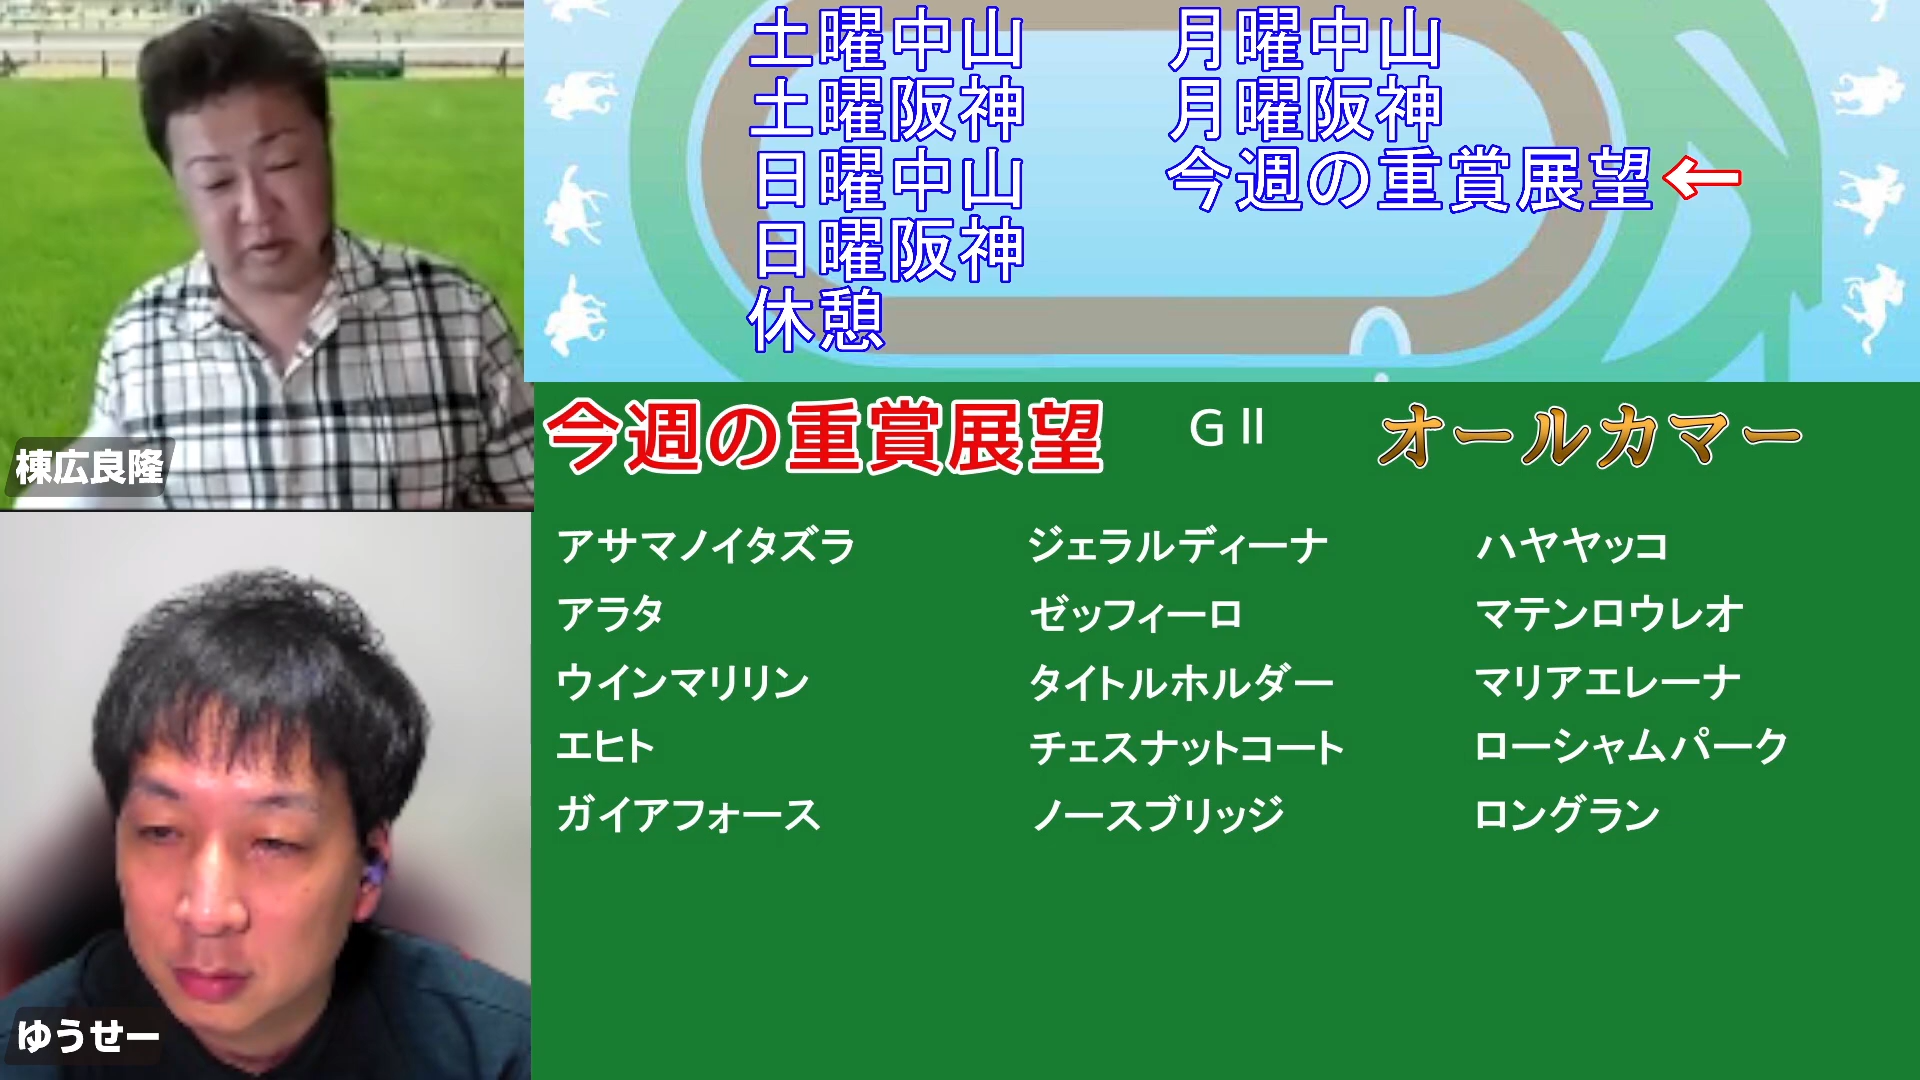 土曜中山
土曜阪神
日曜中山
日曜阪神
休憩
月曜中山
月曜阪神
今週の重賞展望←
棟広良隆
今週の重賞展望
GⅡ
オールカマー
アサマノイタズラ
アラタ
ウインマリリン
エヒト
ガイアフォース
ジェラルディーナ
ゼッフィーロ
タイトルホルダー
チェスナットコート
ノースブリッジ
ハヤヤッコ
マテンロウレオ
マリアエレーナ
ローシャムパーク
ロングラン
ゆうせー